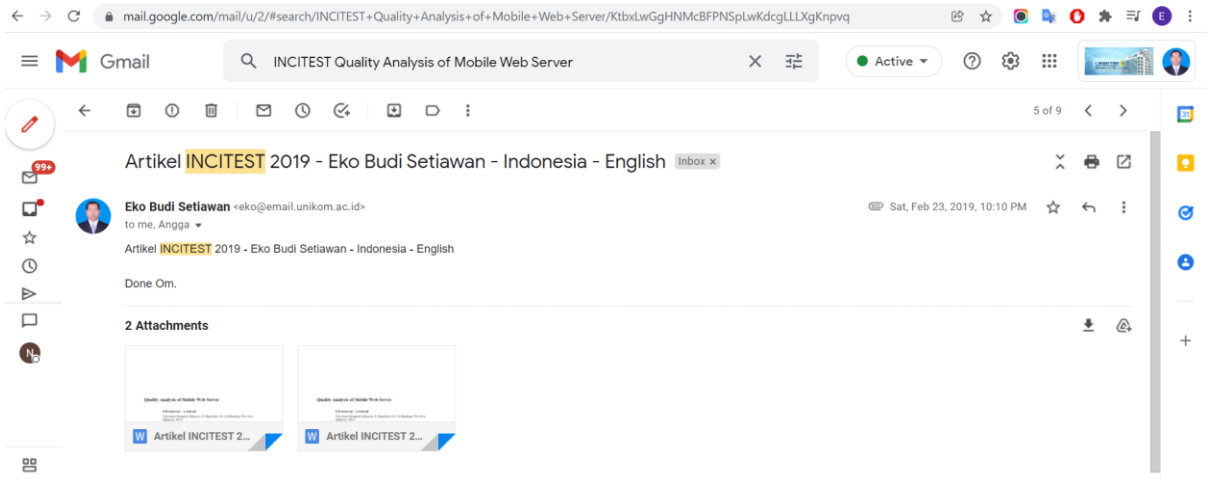 mail.google.com/mail/u/2/#search/INCITEST+Quality+Analysis+of+Mobile+Web+Server/KtbxLwGgHNMcBFPNSpLwKdcgLLLXgKnpvq
E
Gmail
INCITEST Quality Analysis of Mobile Web Server
Active
5 of 9
31
99+
Artikel INCITEST 2019 - Eko Budi Setiawan - Indonesia - English Inbox x
Eko Budi Setiawan <eko@email.unikom.ac.id>
Sat, Feb 23, 2019, 10:10 PM
to me, Angga
Artikel INCITEST 2019 - Eko Budi Setiawan - Indonesia - English
Done Om.
2 Attachments
N
Quality Analysis of Mobile Web Server
Quality Analysis of Mobile Web Server
W Artikel INCITEST 2...
W Artikel INCITEST 2...